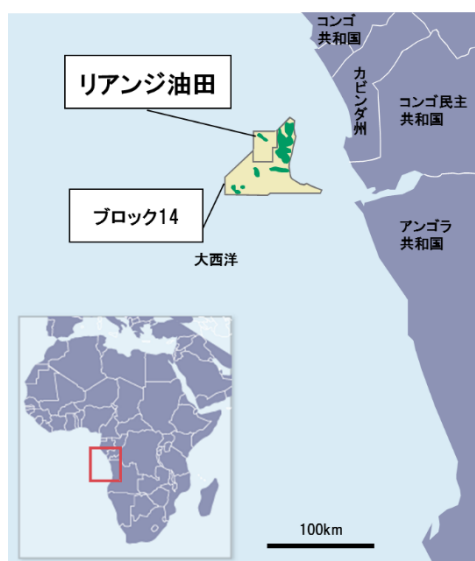 コンゴ
共和国
リアンジ油田
カビンダ州
コンゴ民主
共和国
ブロック14
アンゴラ
共和国
大西洋
100km